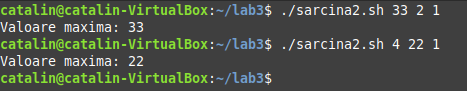 catalin@catalin-VirtualBox:~/lab3$ ./sarcina2.sh 33 2 1
Valoare maxima: 33
catalin@catalin-VirtualBox:~/lab3$ ./sarcina2.sh 4 22 1
Valoare maxima: 22
catalin@catalin-VirtualBox:~/lab3$